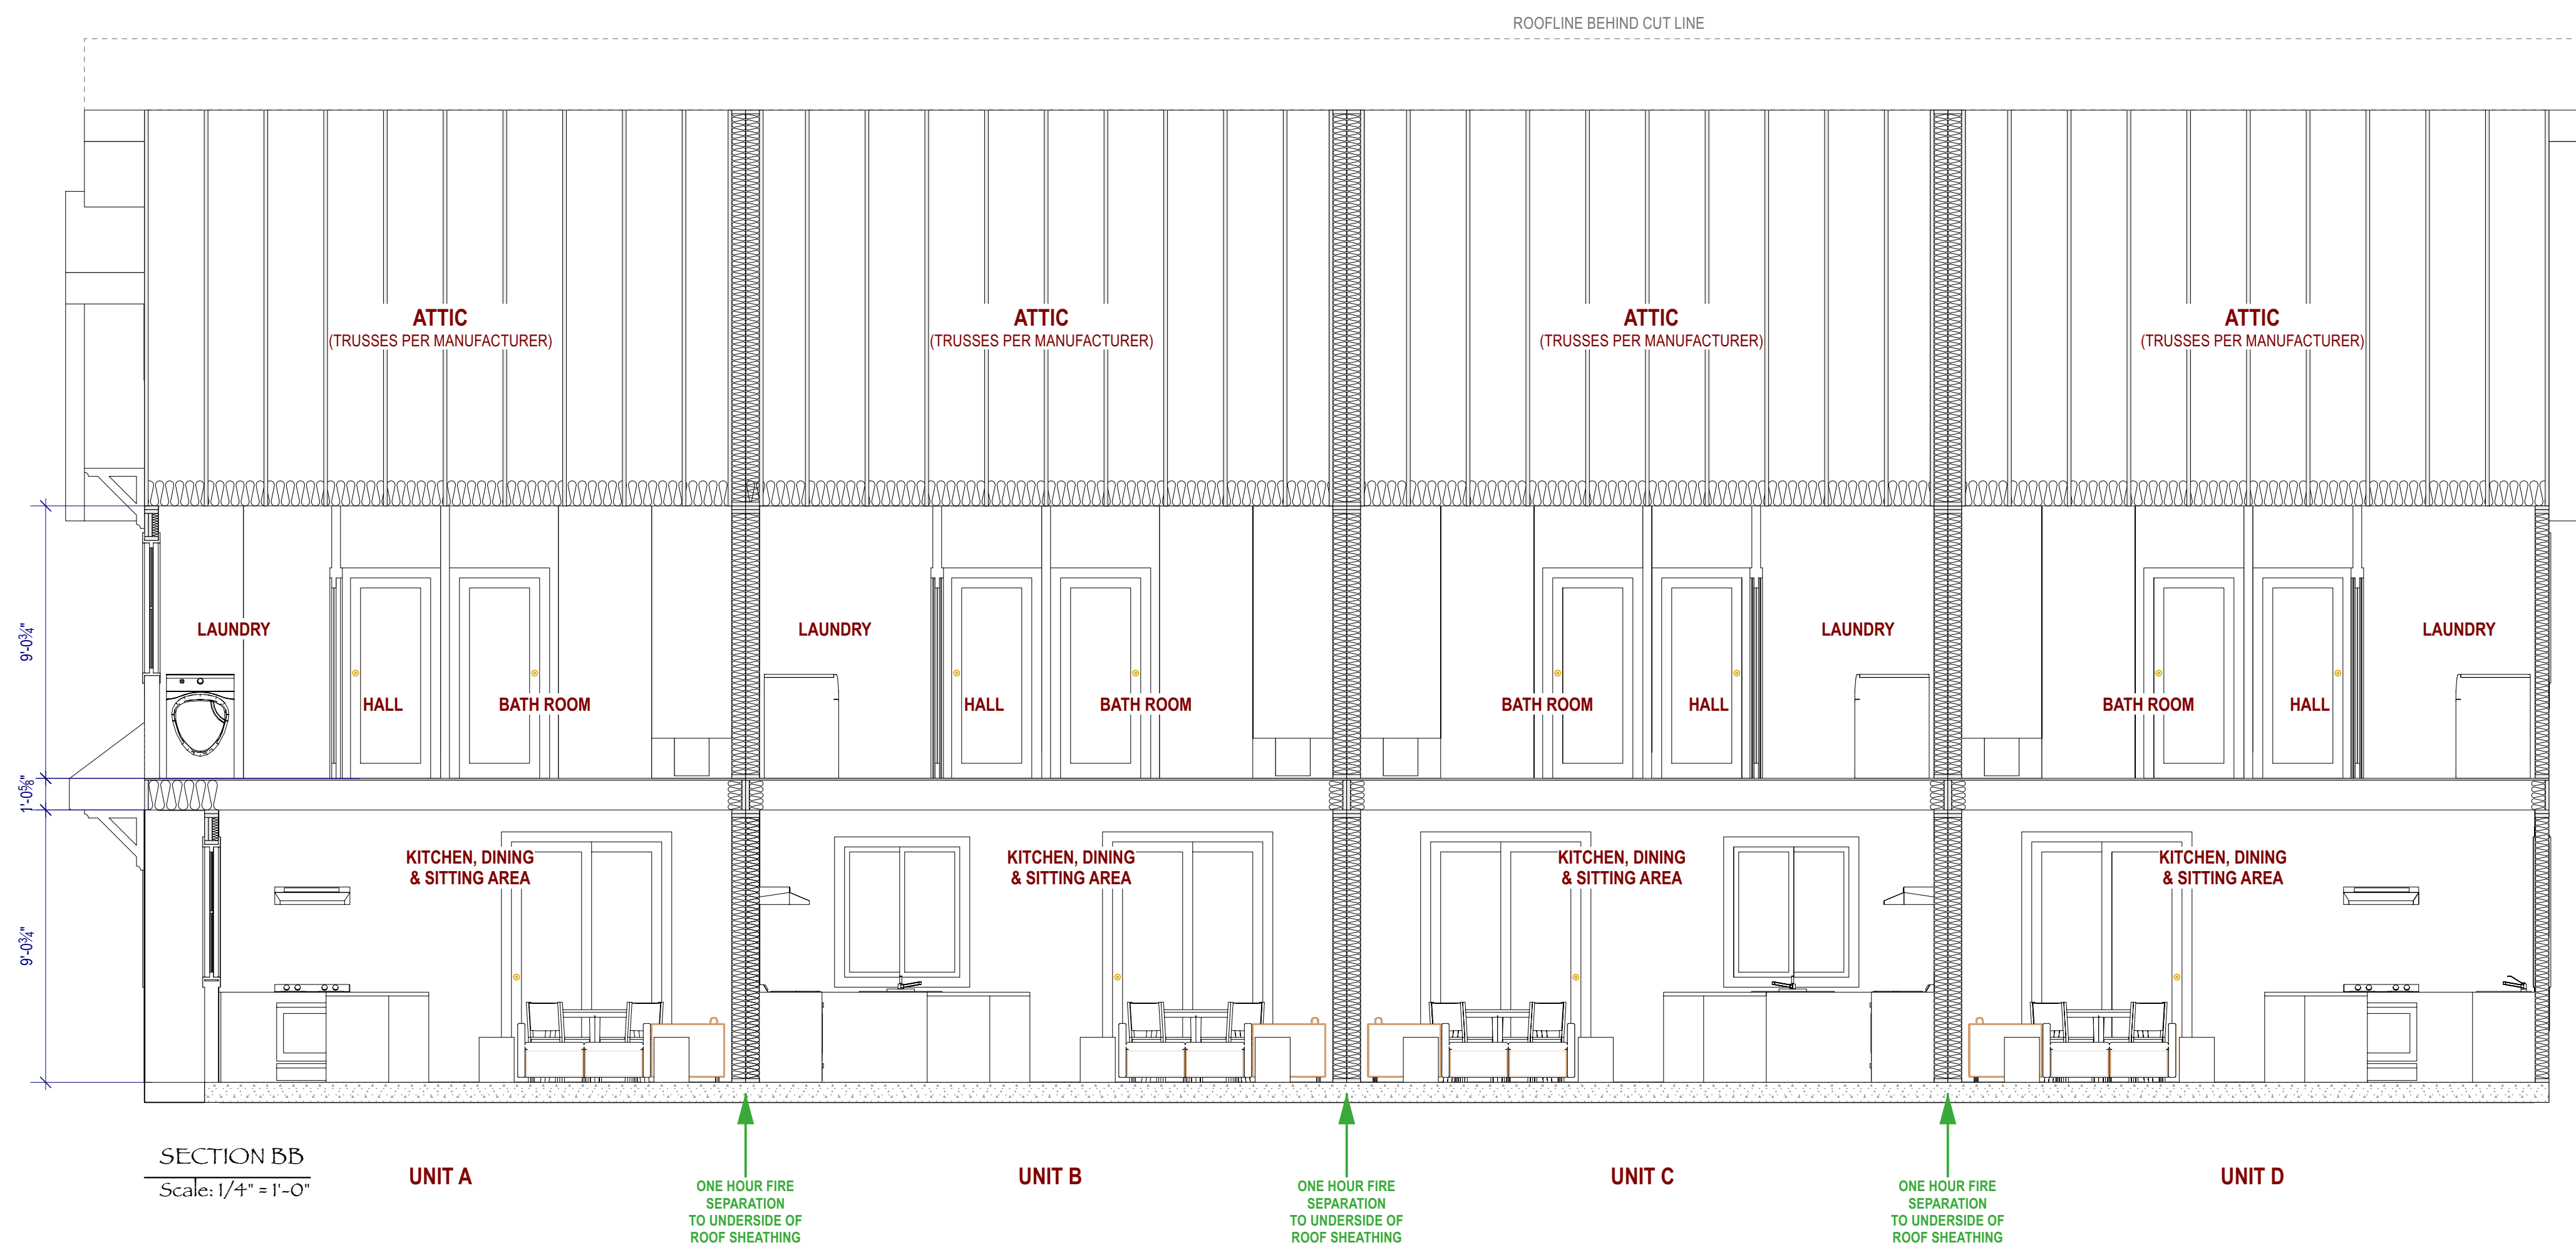 ROOFLINE BEHIND CUT LINE
ATTIC
(TRUSSES PER MANUFACTURER)
ATTIC
(TRUSSES PER MANUFACTURER)
ATTIC
(TRUSSES PER MANUFACTURER)
ATTIC
(TRUSSES PER MANUFACTURER)
9'-0¾"
LAUNDRY
LAUNDRY
LAUNDRY
LAUNDRY
HALL
BATH ROOM
HALL
BATH ROOM
BATH ROOM
HALL
BATH ROOM
HALL
1'-0⅝"
9'-0¾"
KITCHEN, DINING
& SITTING AREA
KITCHEN, DINING
& SITTING AREA
KITCHEN, DINING
& SITTING AREA
KITCHEN, DINING
& SITTING AREA
SECTION BB
Scale: 1/4" = 1'-0"
UNIT A
UNIT B
UNIT C
UNIT D
ONE HOUR FIRE
SEPARATION
TO UNDERSIDE OF
ROOF SHEATHING
ONE HOUR FIRE
SEPARATION
TO UNDERSIDE OF
ROOF SHEATHING
ONE HOUR FIRE
SEPARATION
TO UNDERSIDE OF
ROOF SHEATHING